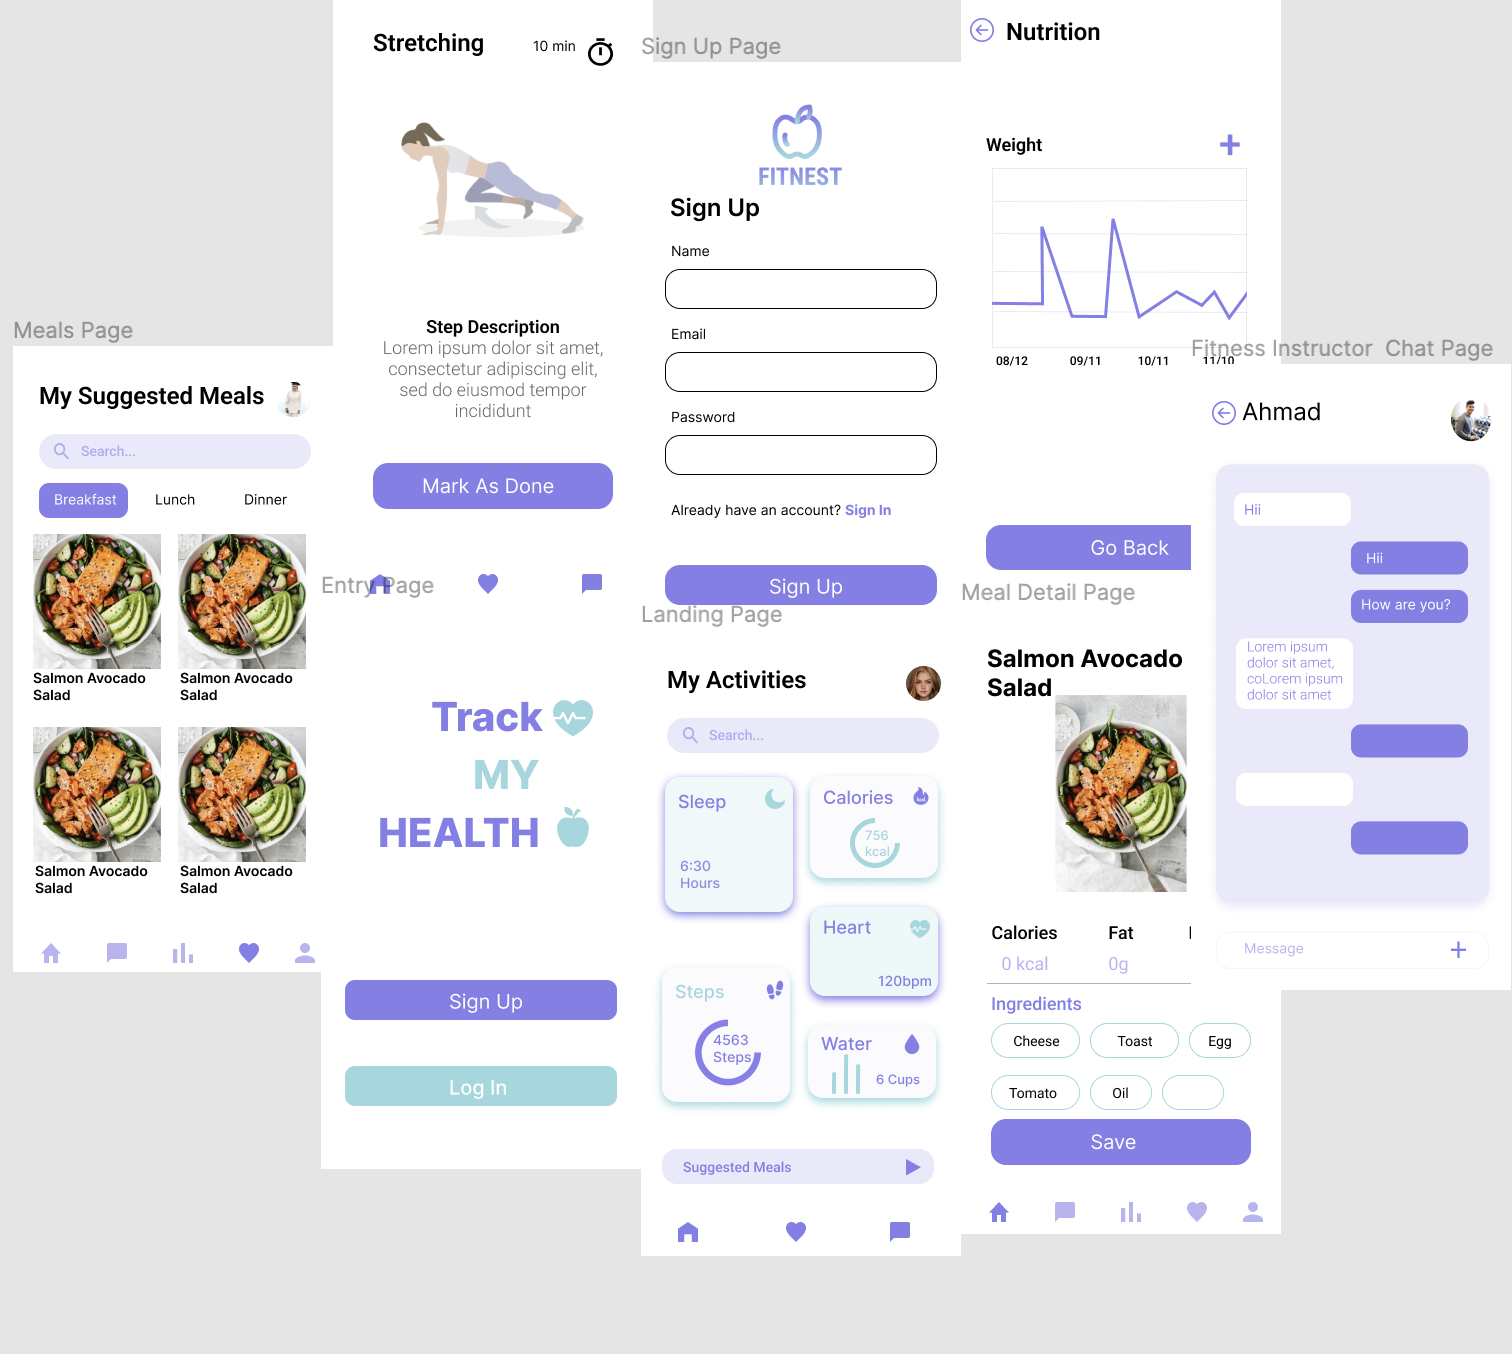 Stretching
10 min
Step Description
Lorem ipsum dolor sit amet,
consectetur adipiscing elit,
sed do eiusmod tempor
incididunt
Mark As Done
Sign Up Page
FITNEST
Sign Up
Name
Email
Password
Already have an account? Sign In
Sign Up
Nutrition
Weight
08/12
09/11
10/11
11/10
Go Back
Meals Page
My Suggested Meals
Search...
Breakfast
Lunch
Dinner
Salmon Avocado
Salad
Salmon Avocado
Salad
Salmon Avocado
Salad
Salmon Avocado
Salad
Entry Page
Track
MY
HEALTH
Sign Up
Log In
Landing Page
My Activities
Search...
Sleep
6:30
Hours
Calories
756
kcal
Heart
120bpm
Steps
4563
Steps
Water
6 Cups
Suggested Meals
Meal Detail Page
Salmon Avocado
Salad
Calories
Fat
0 kcal
0g
Ingredients
Cheese
Toast
Egg
Tomato
Oil
Save
Fitness Instructor Chat Page
Ahmad
Hii
Hii
How are you?
Lorem ipsum
dolor sit amet,
coLorem ipsum
dolor sit amet
Message